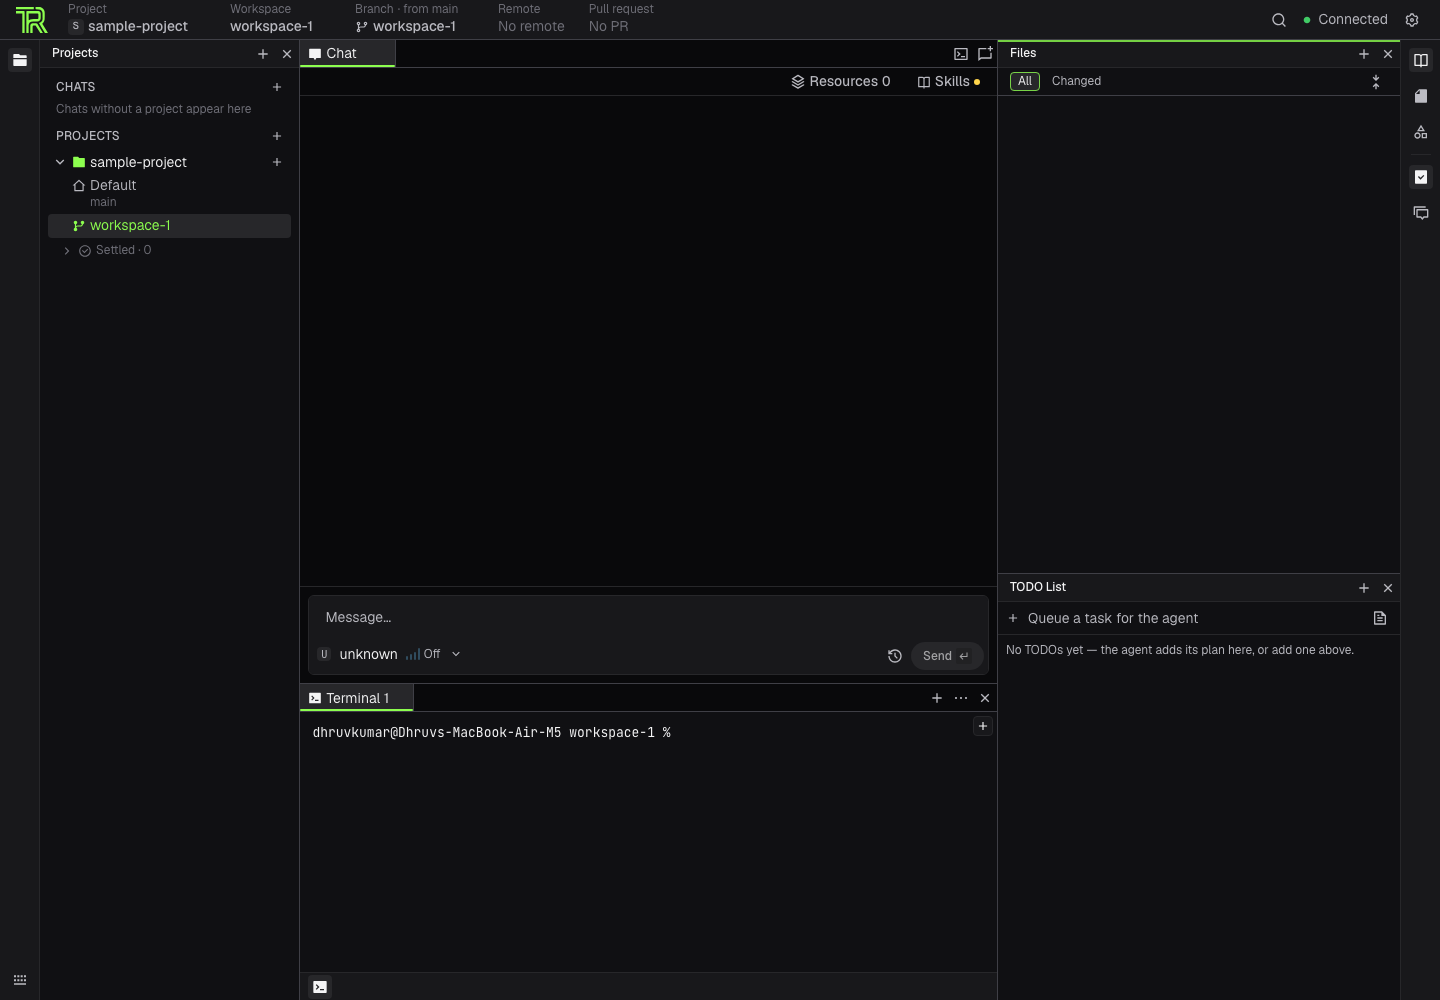 TR
Project
S sample-project
Workspace
workspace-1
Branch · from main
workspace-1
Remote
No remote
Pull request
No PR
Connected
Projects
CHATS
Chats without a project appear here
PROJECTS
sample-project
Default
main
workspace-1
Settled · 0
Chat
Resources 0
Skills
Message...
U unknown Off
Send
Terminal 1
dhruvkumar@Dhruvs-MacBook-Air-M5 workspace-1 %
Files
All Changed
TODO List
Queue a task for the agent
No TODOs yet — the agent adds its plan here, or add one above.